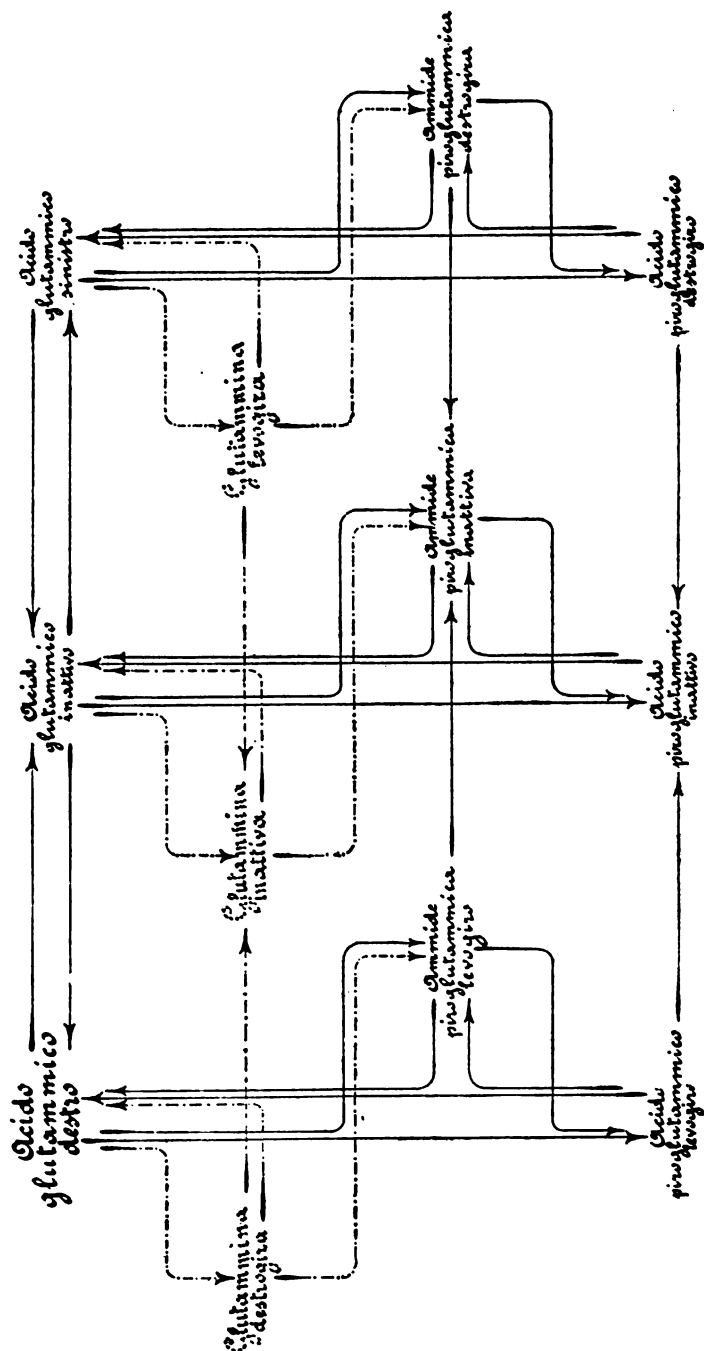 Acido
glutammico
destro
Acido
glutammico
inattivo
Acido
glutammico
sinistro
Glutammina
destrogira
Glutammina
inattiva
Glutammina
levogira
Ammide
piroglutammica
levogiro
Ammide
piroglutammica
inattiva
Ammide
piroglutammica
destrogira
Acido
piroglutammico
levogiro
Acido
piroglutammico
inattivo
Acido
piroglutammico
destrogiro